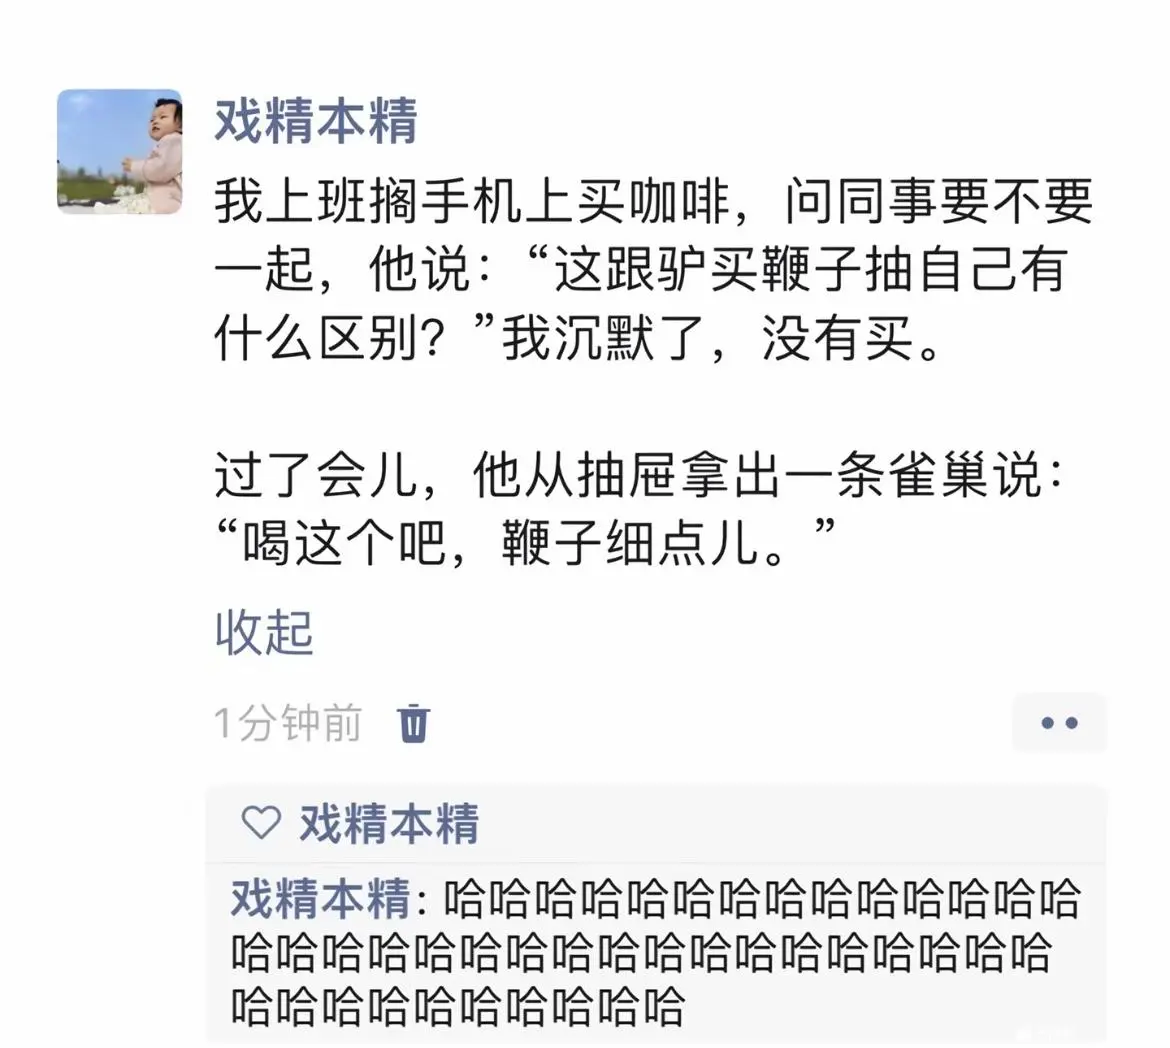 戏精本精
我上班搁手机上买咖啡，问同事要不要
一起，他说：“这跟驴买鞭子抽自己有
什么区别？”我沉默了，没有买。
过了会儿，他从抽屉拿出一条雀巢说：
“喝这个吧，鞭子细点儿。”
收起
1分钟前
戏精本精
戏精本精：哈哈哈哈哈哈哈哈哈哈哈哈哈哈
哈哈哈哈哈哈哈哈哈哈哈哈哈哈哈哈哈哈
哈哈哈哈哈哈哈哈哈哈